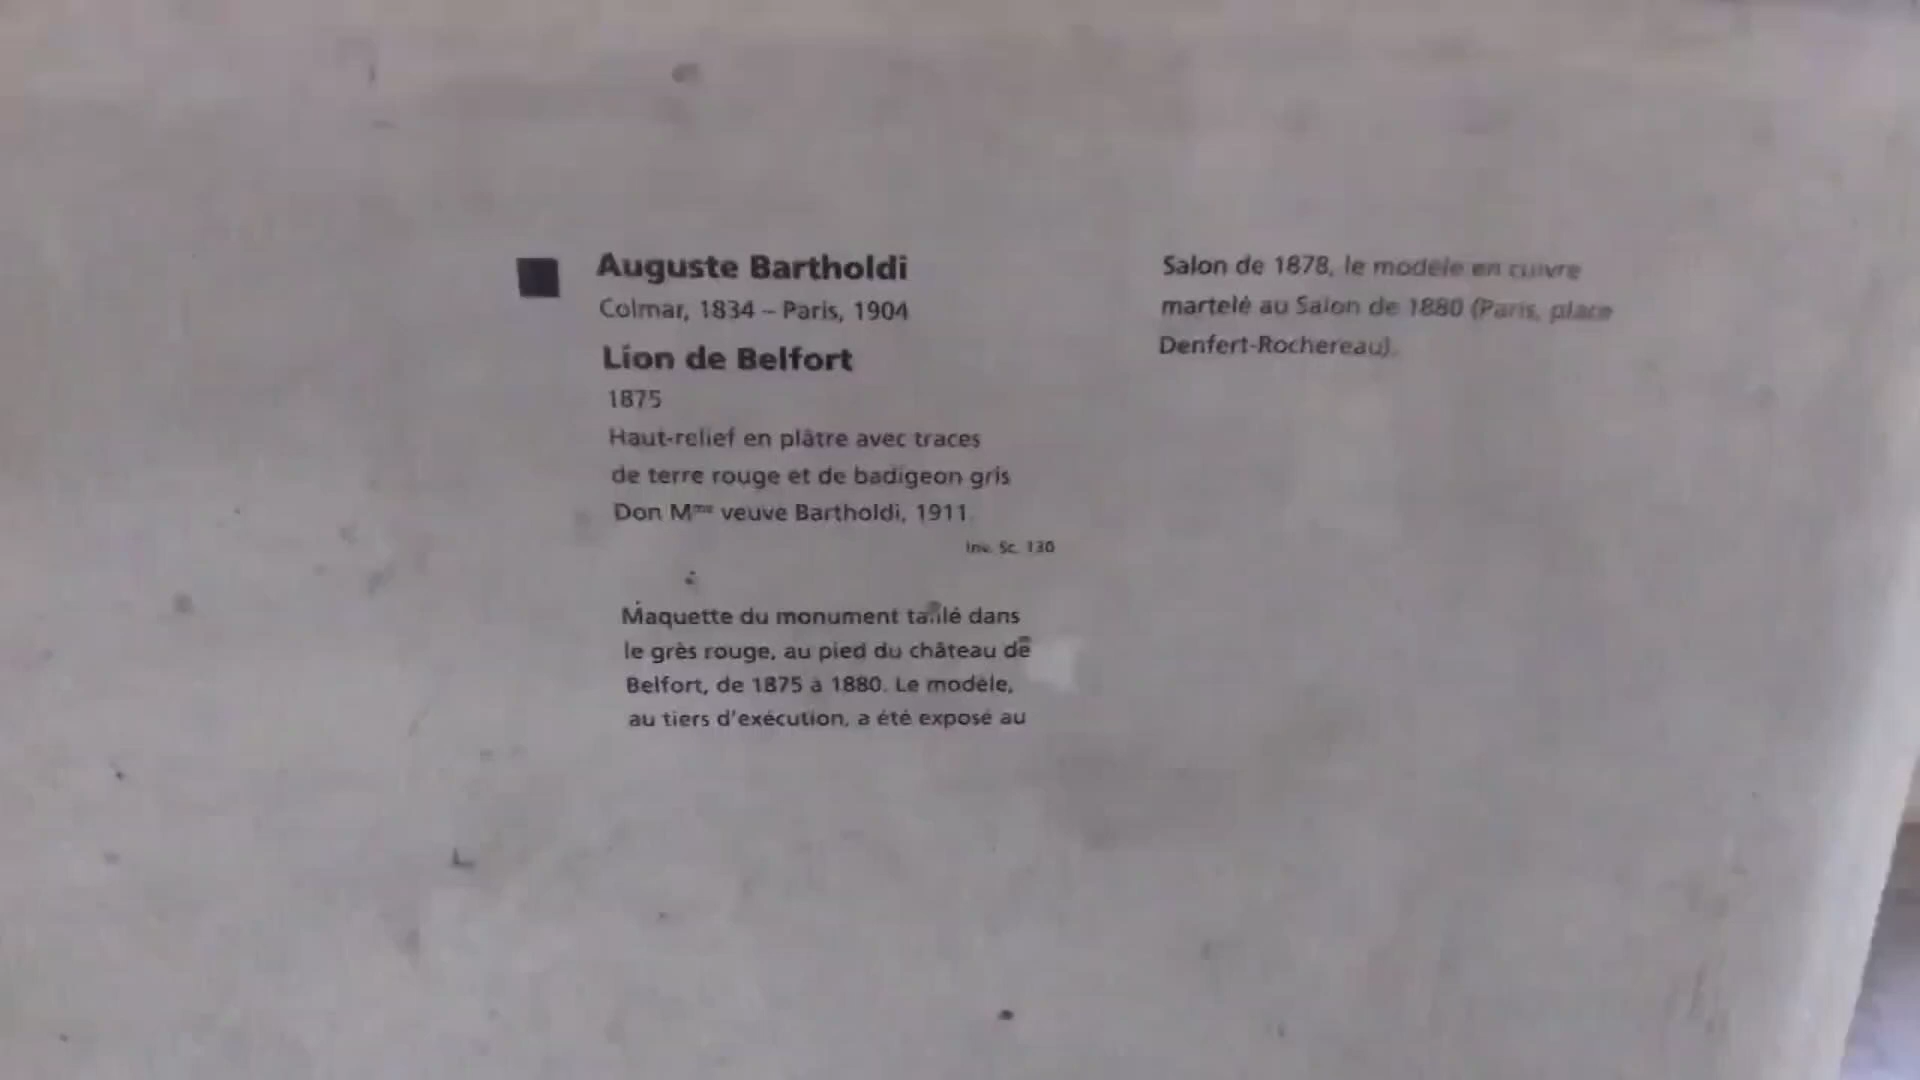 Auguste Bartholdi
Colmar, 1834 – Paris, 1904
Lion de Belfort
1875
Haut-relief en plâtre avec traces
de terre rouge et de badigeon gris
Don Mme veuve Bartholdi, 1911
Inv. Sc. 130
Maquette du monument taillé dans
le grès rouge, au pied du château de
Belfort, de 1875 à 1880. Le modèle,
au tiers d'exécution, a été exposé au
Salon de 1878, le modèle en cuivre
martelé au Salon de 1880 (Paris, place
Denfert-Rochereau).